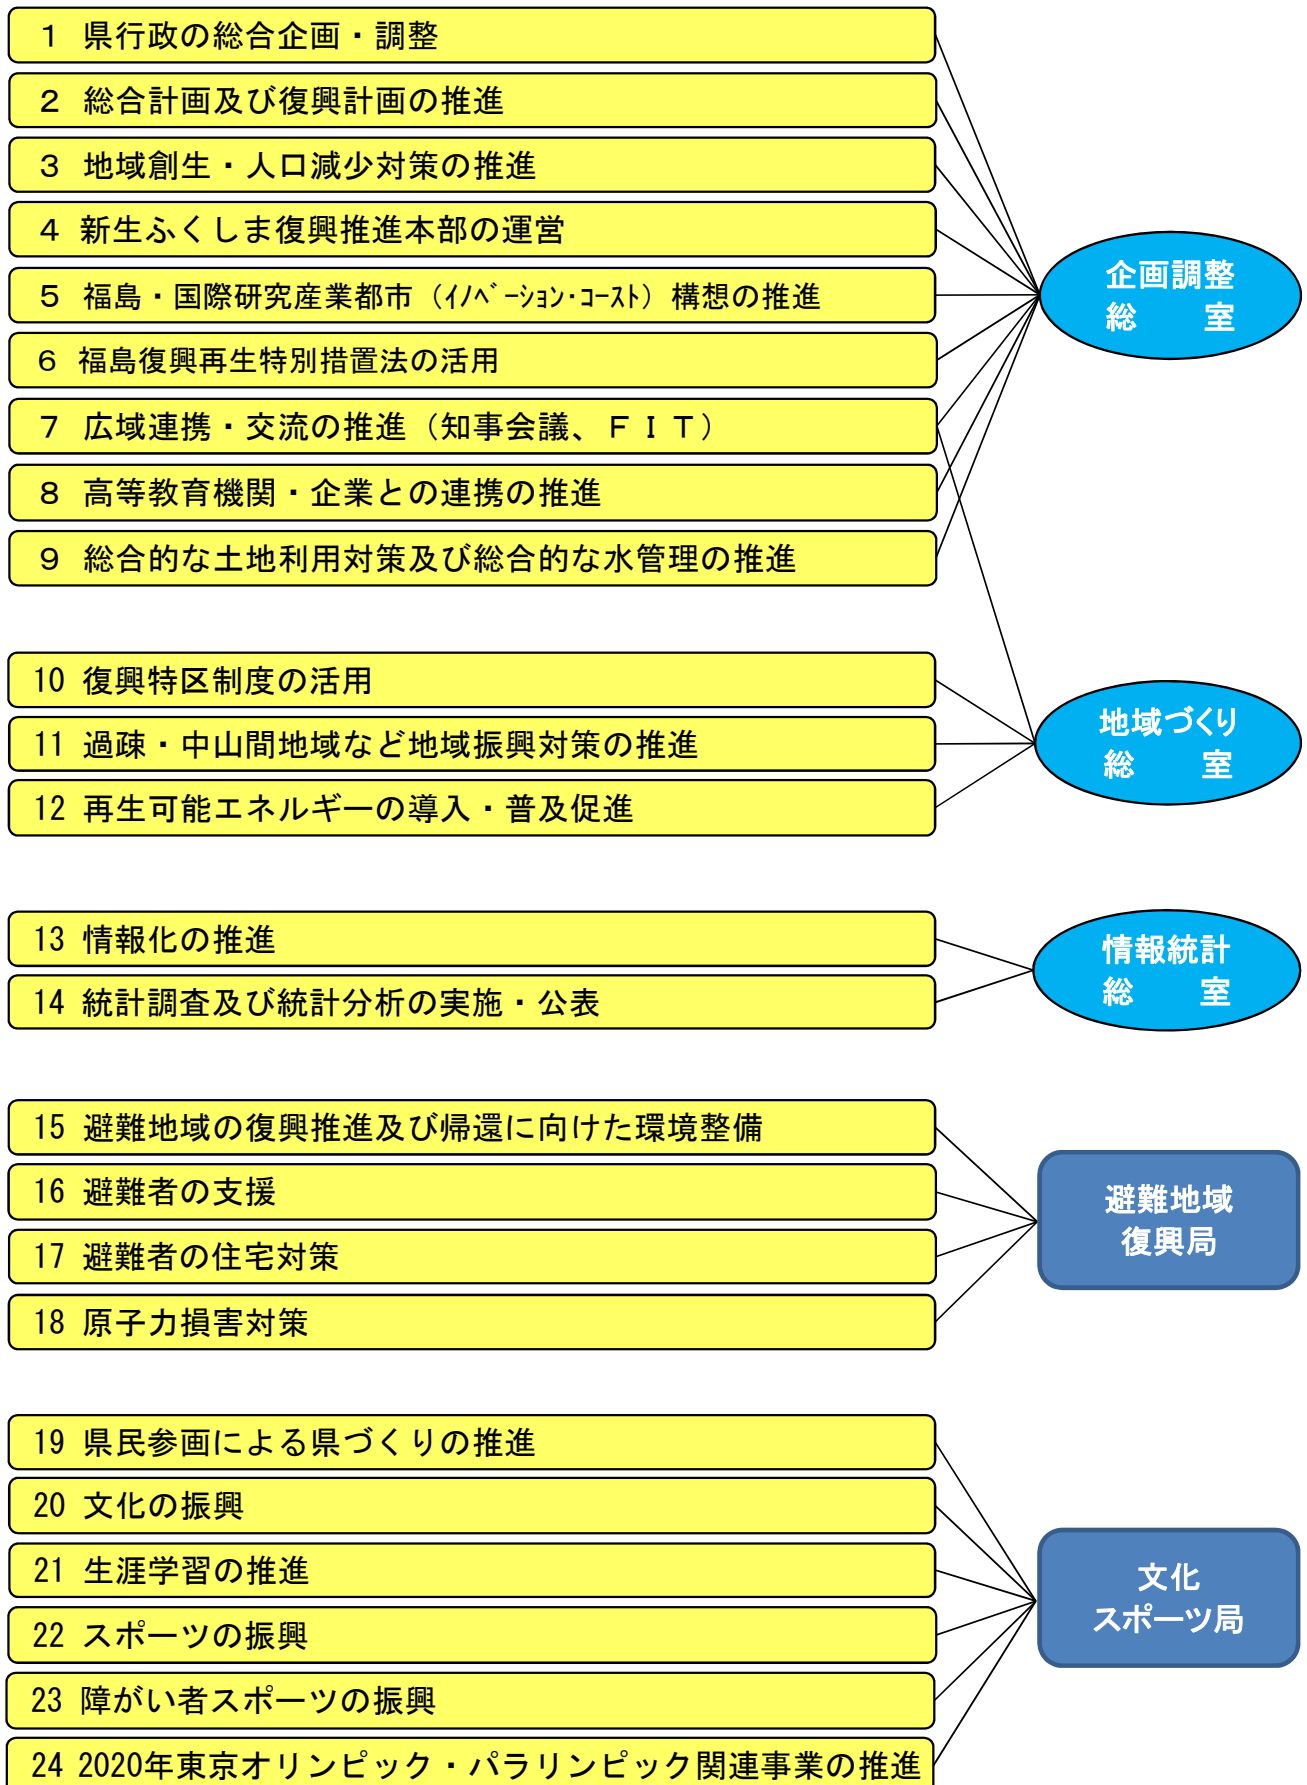 １ 県行政の総合企画・調整
２ 総合計画及び復興計画の推進
３ 地域創生・人口減少対策の推進
４ 新生ふくしま復興推進本部の運営
５ 福島・国際研究産業都市（ｲﾉﾍﾞｰｼｮﾝ･ｺｰｽﾄ）構想の推進
６ 福島復興再生特別措置法の活用
７ 広域連携・交流の推進（知事会議、ＦＩＴ）
８ 高等教育機関・企業との連携の推進
９ 総合的な土地利用対策及び総合的な水管理の推進
企画調整
総　　室
10 復興特区制度の活用
11 過疎・中山間地域など地域振興対策の推進
12 再生可能エネルギーの導入・普及促進
地域づくり
総　　室
13 情報化の推進
14 統計調査及び統計分析の実施・公表
情報統計
総　　室
15 避難地域の復興推進及び帰還に向けた環境整備
16 避難者の支援
17 避難者の住宅対策
18 原子力損害対策
避難地域
復興局
19 県民参画による県づくりの推進
20 文化の振興
21 生涯学習の推進
22 スポーツの振興
23 障がい者スポーツの振興
24 2020年東京オリンピック・パラリンピック関連事業の推進
文化
スポーツ局